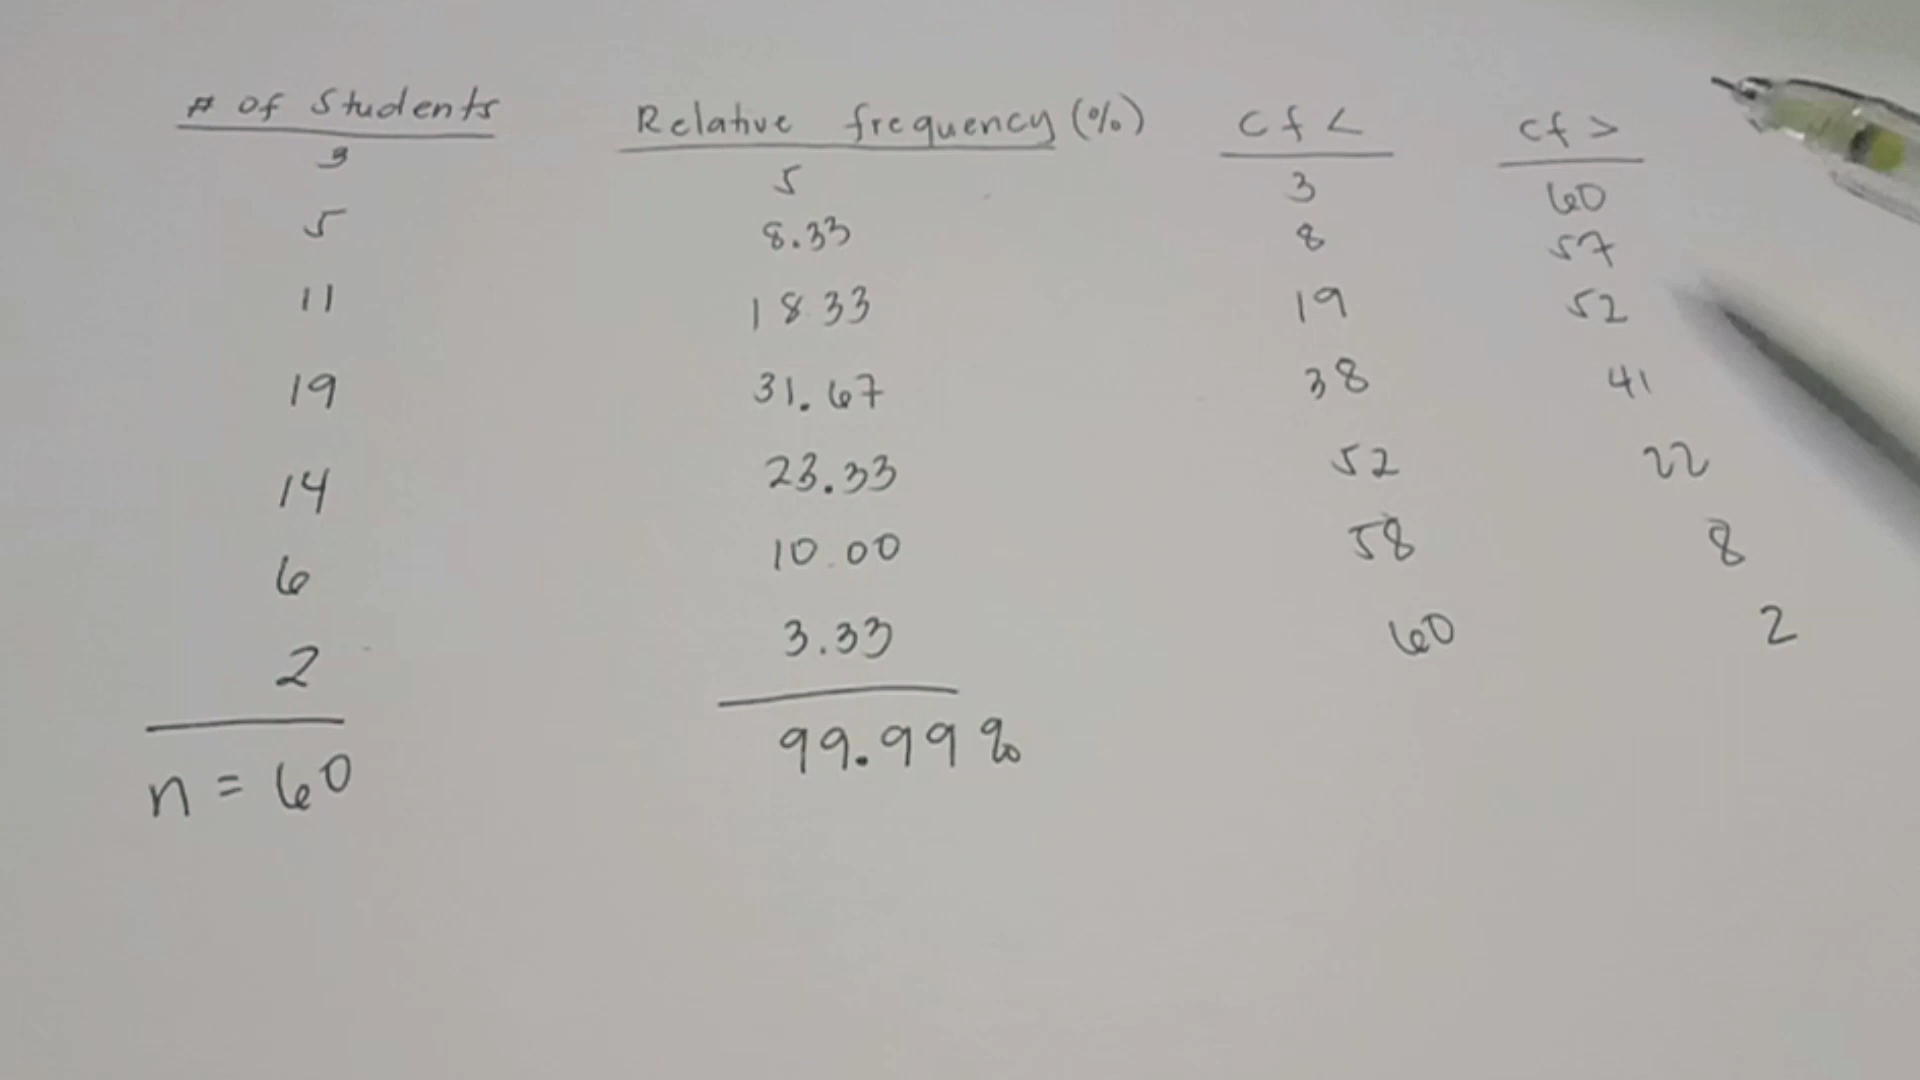 # of Students Relative frequency (%) cf < cf >
3 5 3 60
5 8.33 8 57
11 18.33 19 52
19 31.67 38 41
14 23.33 52 22
6 10.00 58 8
2 3.33 60 2
n = 60 99.99%